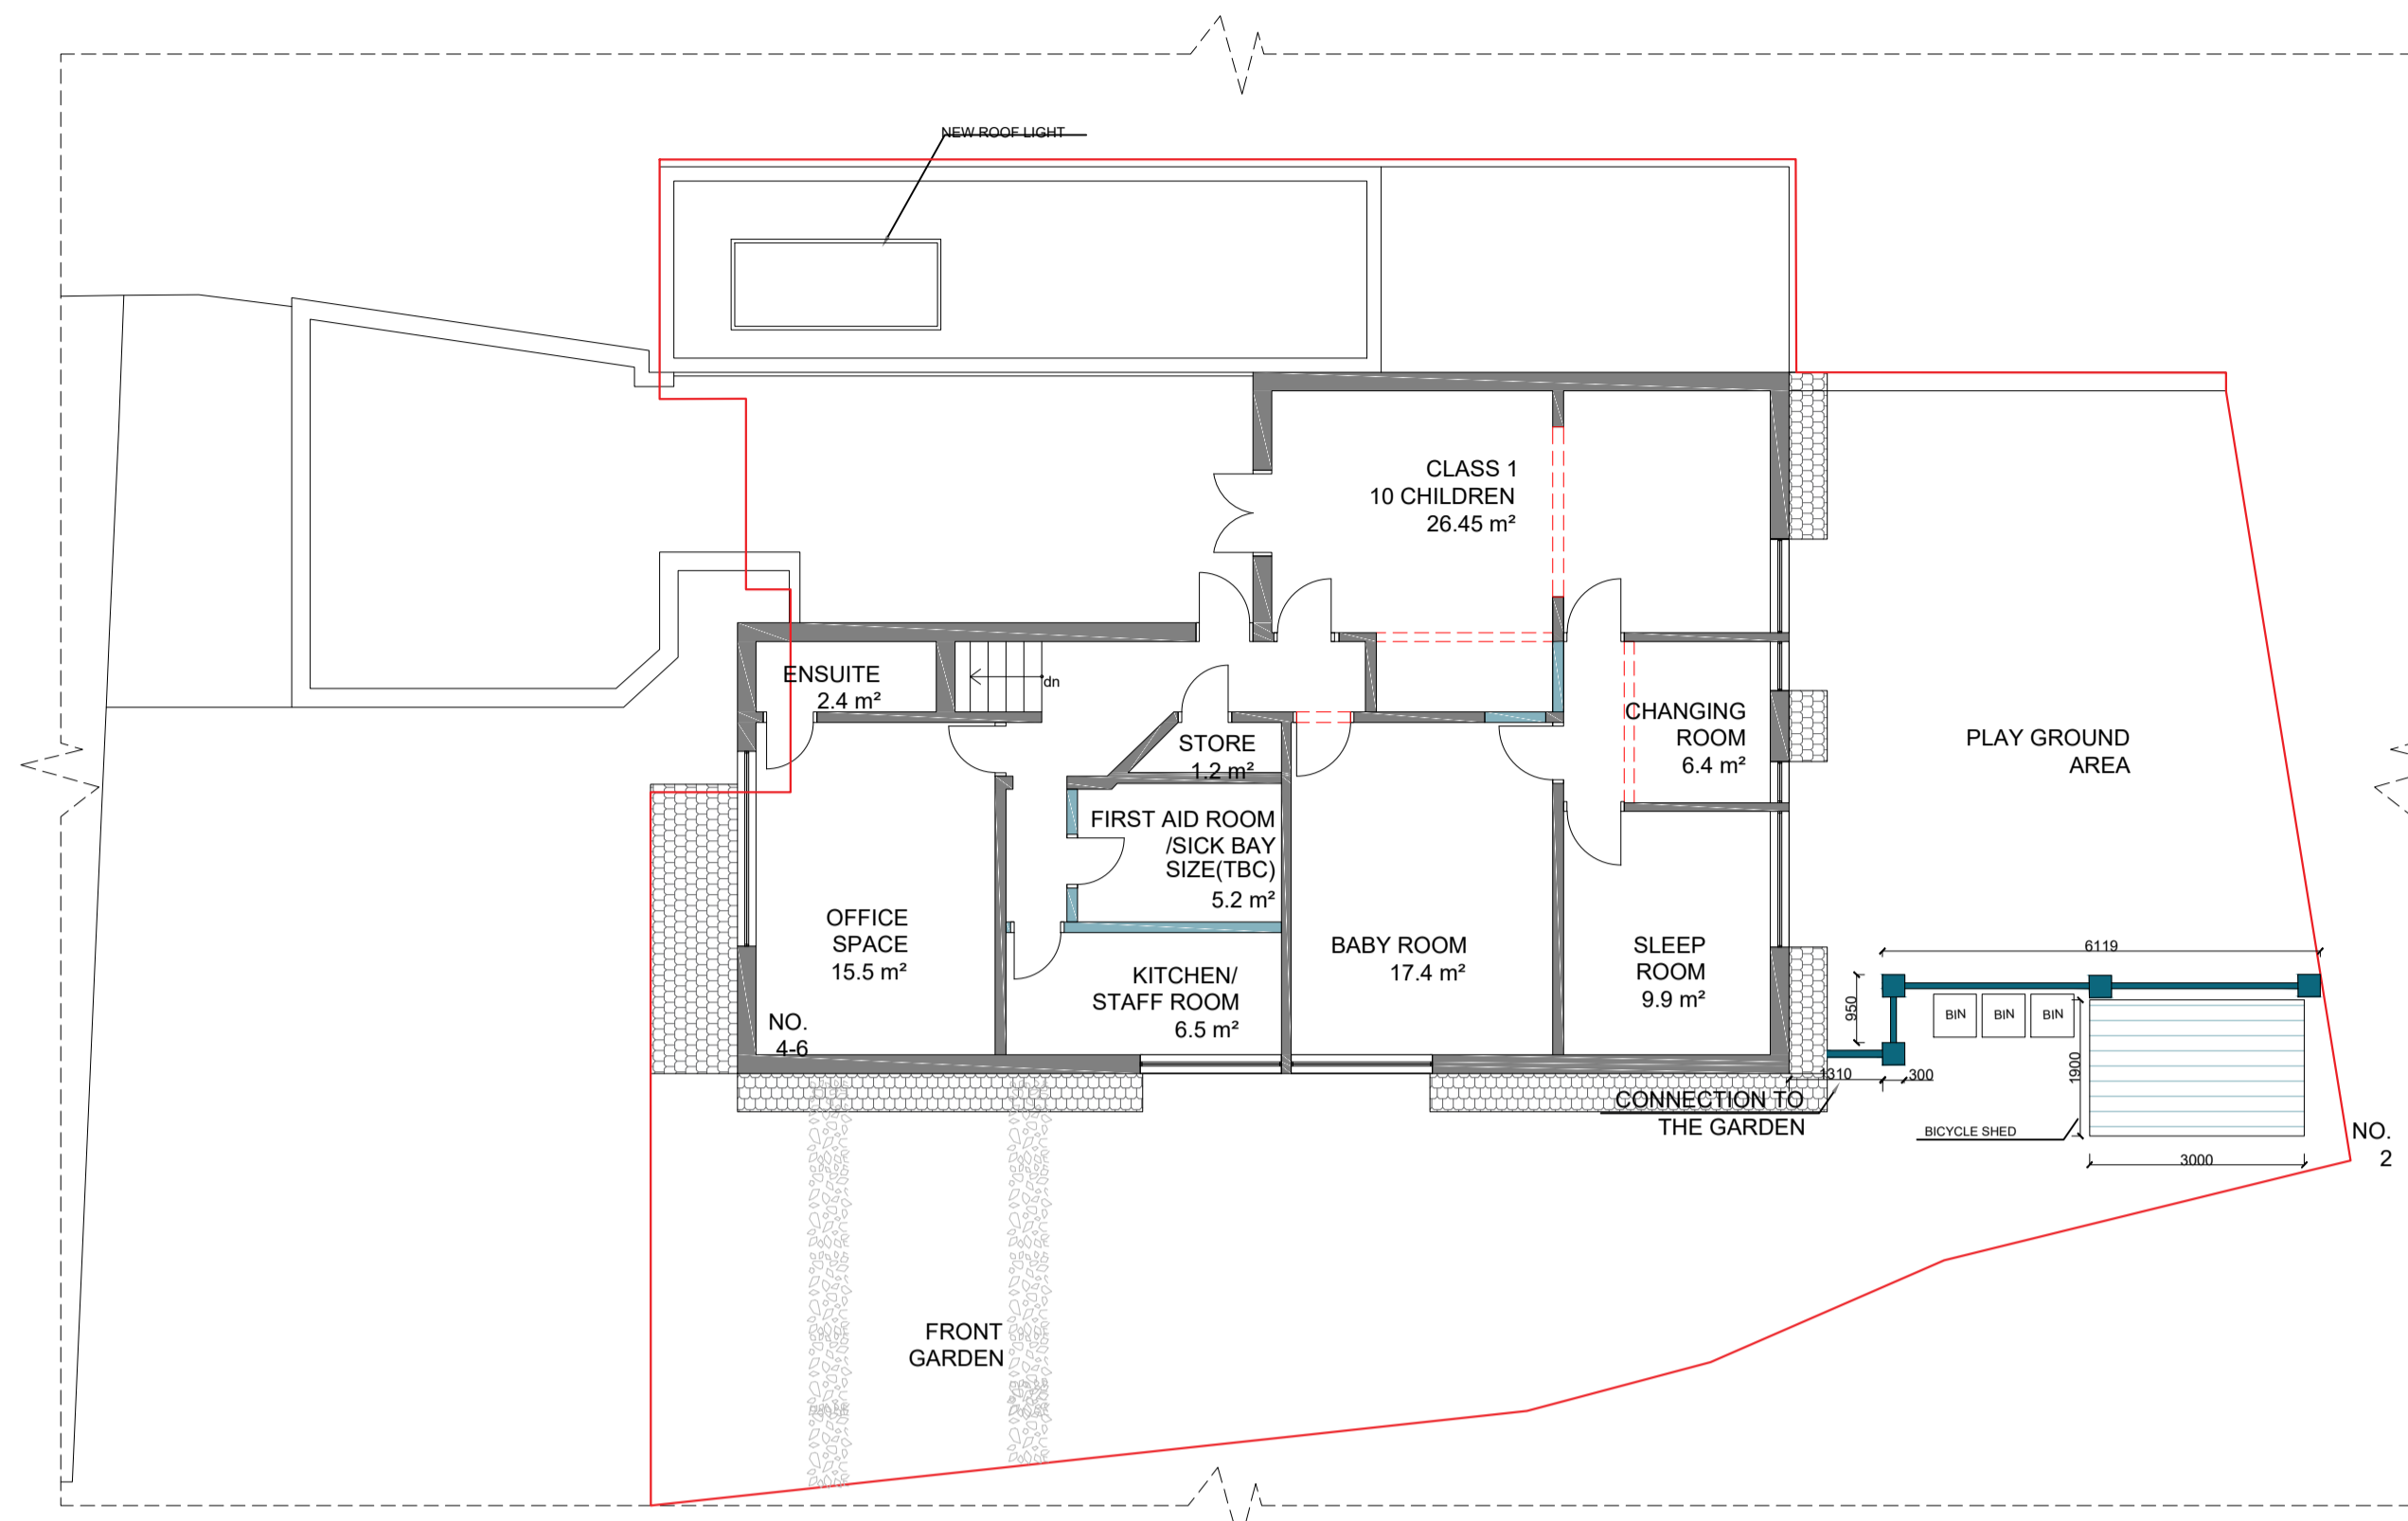 NEW ROOF LIGHT
CLASS 1
10 CHILDREN
26.45 m²
ENSUITE
2.4 m²
dn
STORE
1.2 m²
CHANGING
ROOM
6.4 m²
PLAY GROUND
AREA
FIRST AID ROOM
/SICK BAY
SIZE(TBC)
5.2 m²
OFFICE
SPACE
15.5 m²
BABY ROOM
17.4 m²
SLEEP
ROOM
9.9 m²
KITCHEN/
STAFF ROOM
6.5 m²
NO.
4-6
6119
950
BIN BIN BIN
1900
1310 300
CONNECTION TO
THE GARDEN
BICYCLE SHED
3000
NO.
2
FRONT
GARDEN